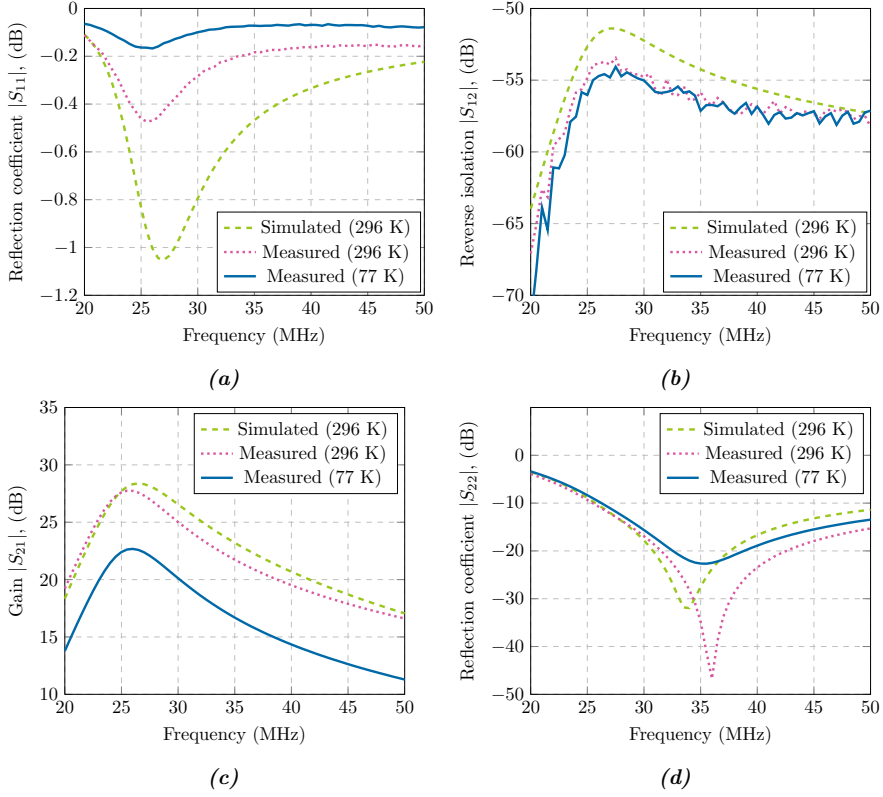 0
−0.2
−0.4
−0.6
−0.8
−1
−1.2
Reflection coefficient |S11|, (dB)
Simulated (296 K)
Measured (296 K)
Measured (77 K)
20 25 30 35 40 45 50
Frequency (MHz)
(a)
−50
−55
−60
−65
−70
Reverse isolation |S12|, (dB)
Simulated (296 K)
Measured (296 K)
Measured (77 K)
20 25 30 35 40 45 50
Frequency (MHz)
(b)
35
30
25
20
15
10
Gain |S21|, (dB)
Simulated (296 K)
Measured (296 K)
Measured (77 K)
20 25 30 35 40 45 50
Frequency (MHz)
(c)
0
−10
−20
−30
−40
−50
Reflection coefficient |S22|, (dB)
Simulated (296 K)
Measured (296 K)
Measured (77 K)
20 25 30 35 40 45 50
Frequency (MHz)
(d)